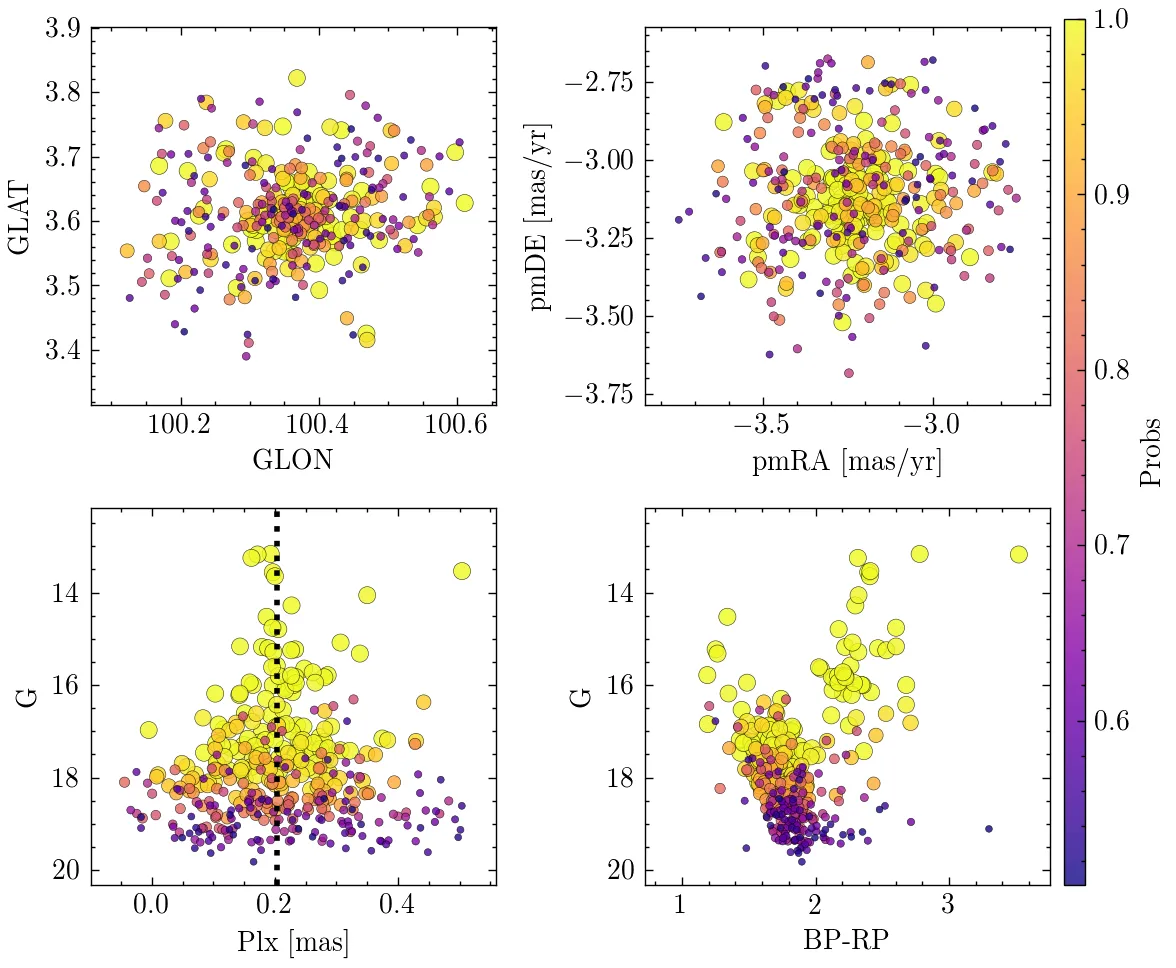 3.9
3.8
3.7
3.6
3.5
3.4
GLAT
100.2 100.4 100.6
GLON
−2.75
−3.00
−3.25
−3.50
−3.75
pmDE [mas/yr]
−3.5 −3.0
pmRA [mas/yr]
14
16
18
20
G
0.0 0.2 0.4
Plx [mas]
14
16
18
20
G
1 2 3
BP-RP
1.0
0.9
0.8
0.7
0.6
Probs